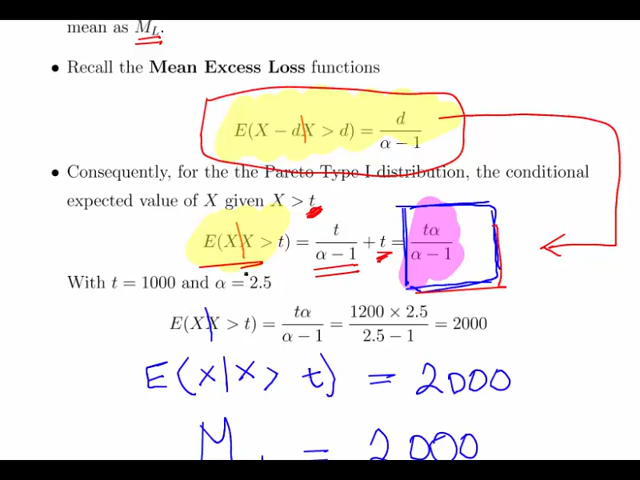 mean as M_L.
• Recall the Mean Excess Loss functions
E(X − d|X > d) = d / (α − 1)
• Consequently, for the the Pareto Type I distribution, the conditional
expected value of X given X > t
E(X|X > t) = t / (α − 1) + t = tα / (α − 1)
With t = 1000 and α = 2.5
E(X|X > t) = tα / (α − 1) = (1200 × 2.5) / (2.5 − 1) = 2000
E(X|X> t) = 2000
M = 2000